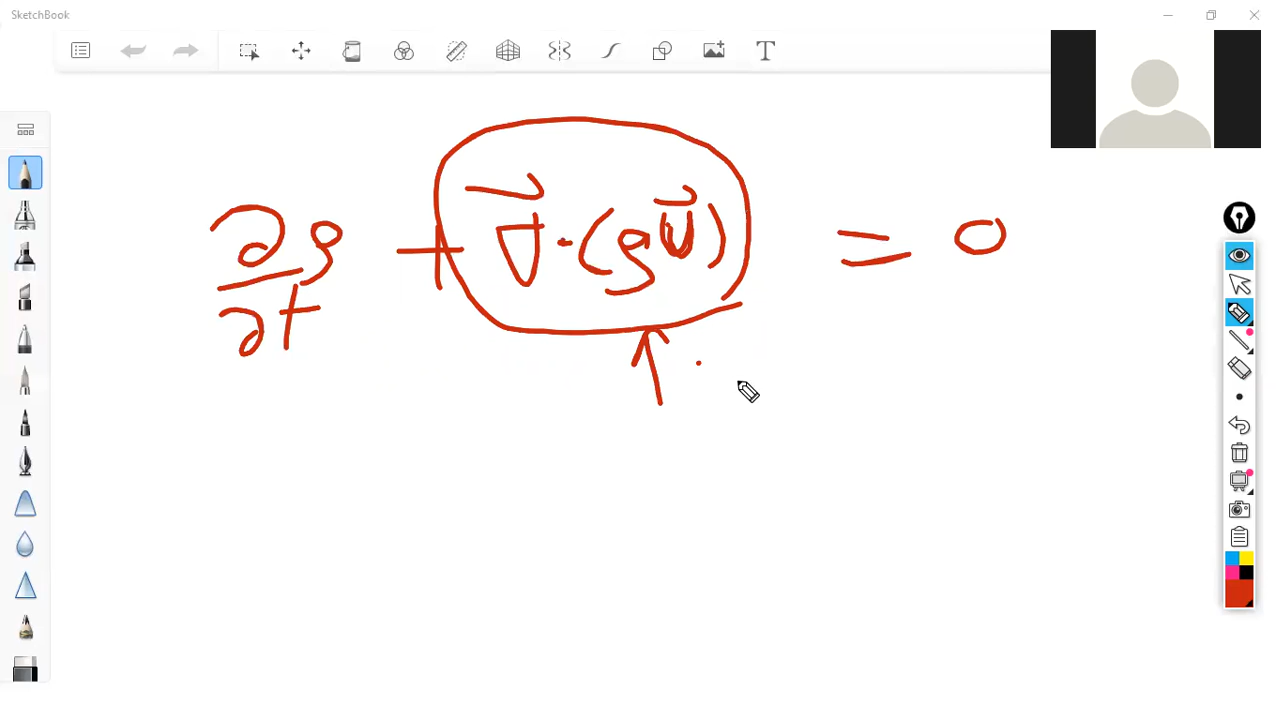 SketchBook
T
∂ρ/∂t + ∇⃗·(ρU⃗) = 0